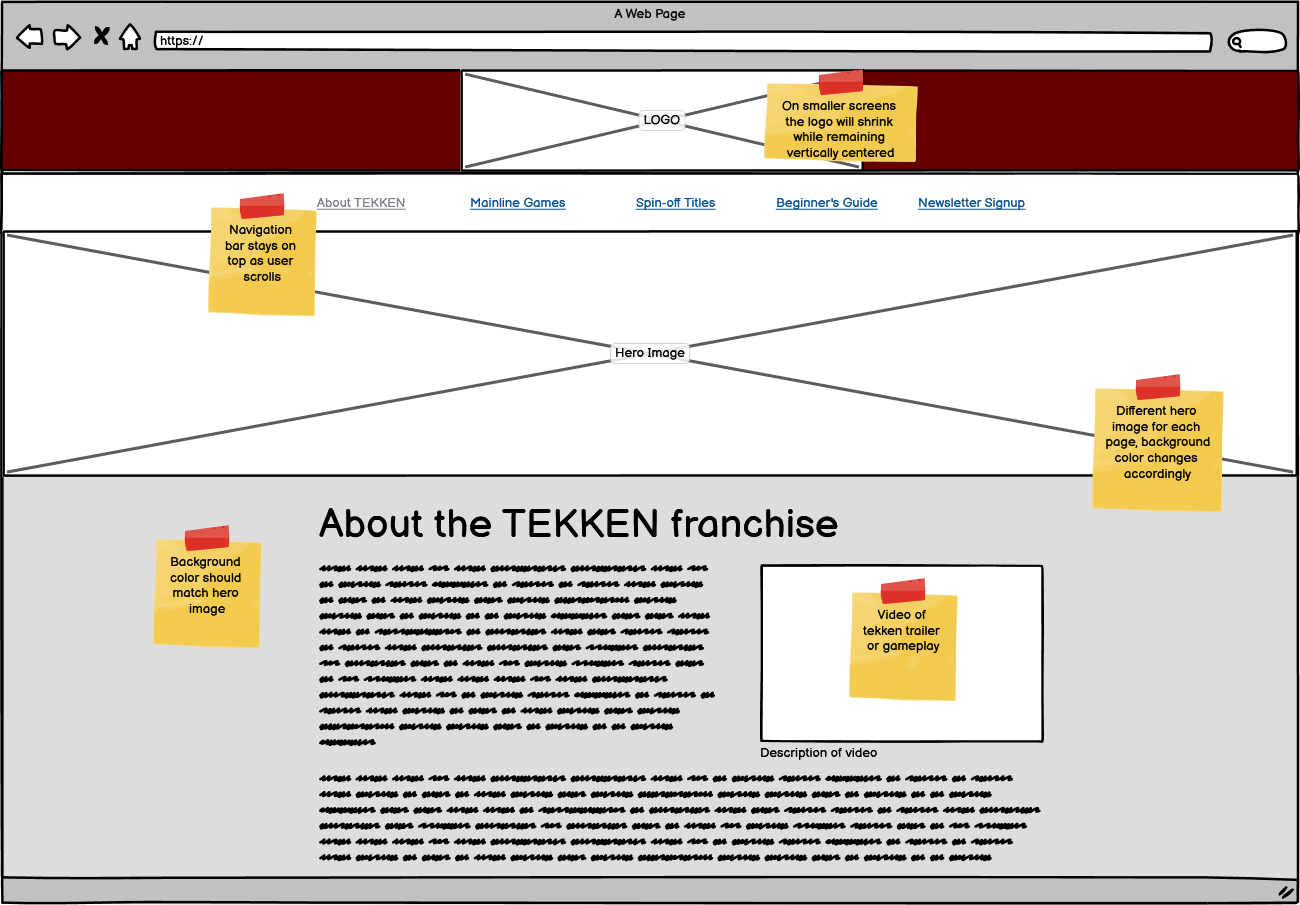 A Web Page
https://
LOGO
On smaller screens
the logo will shrink
while remaining
vertically centered
About TEKKEN
Mainline Games
Spin-off Titles
Beginner's Guide
Newsletter Signup
Navigation
bar stays on
top as user
scrolls
Hero Image
Different hero
image for each
page, background
color changes
accordingly
About the TEKKEN franchise
Background
color should
match hero
image
Video of
tekken trailer
or gameplay
Description of video